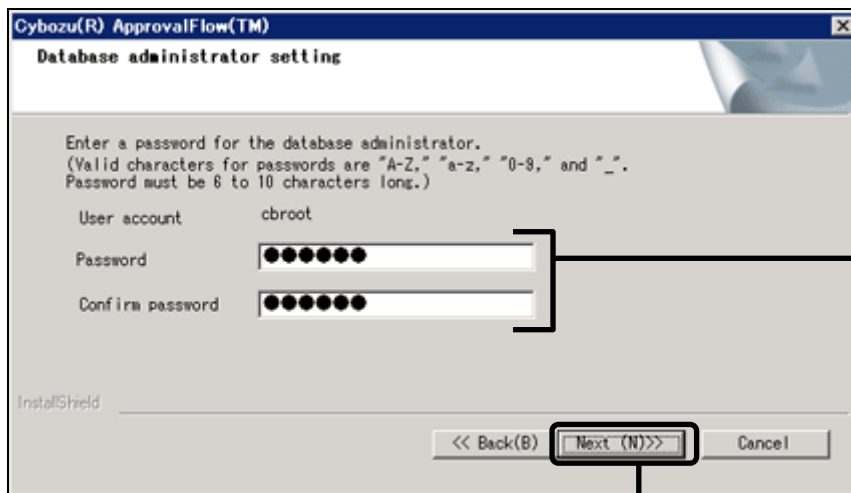 Cybozu(R) ApprovalFlow(TM)
Database administrator setting
Enter a password for the database administrator.
(Valid characters for passwords are "A-Z," "a-z," "0-9," and "_".
Password must be 6 to 10 characters long.)
User account cbroot
Password ●●●●●●
Confirm password ●●●●●●
InstallShield
<< Back(B) Next (N)>> Cancel